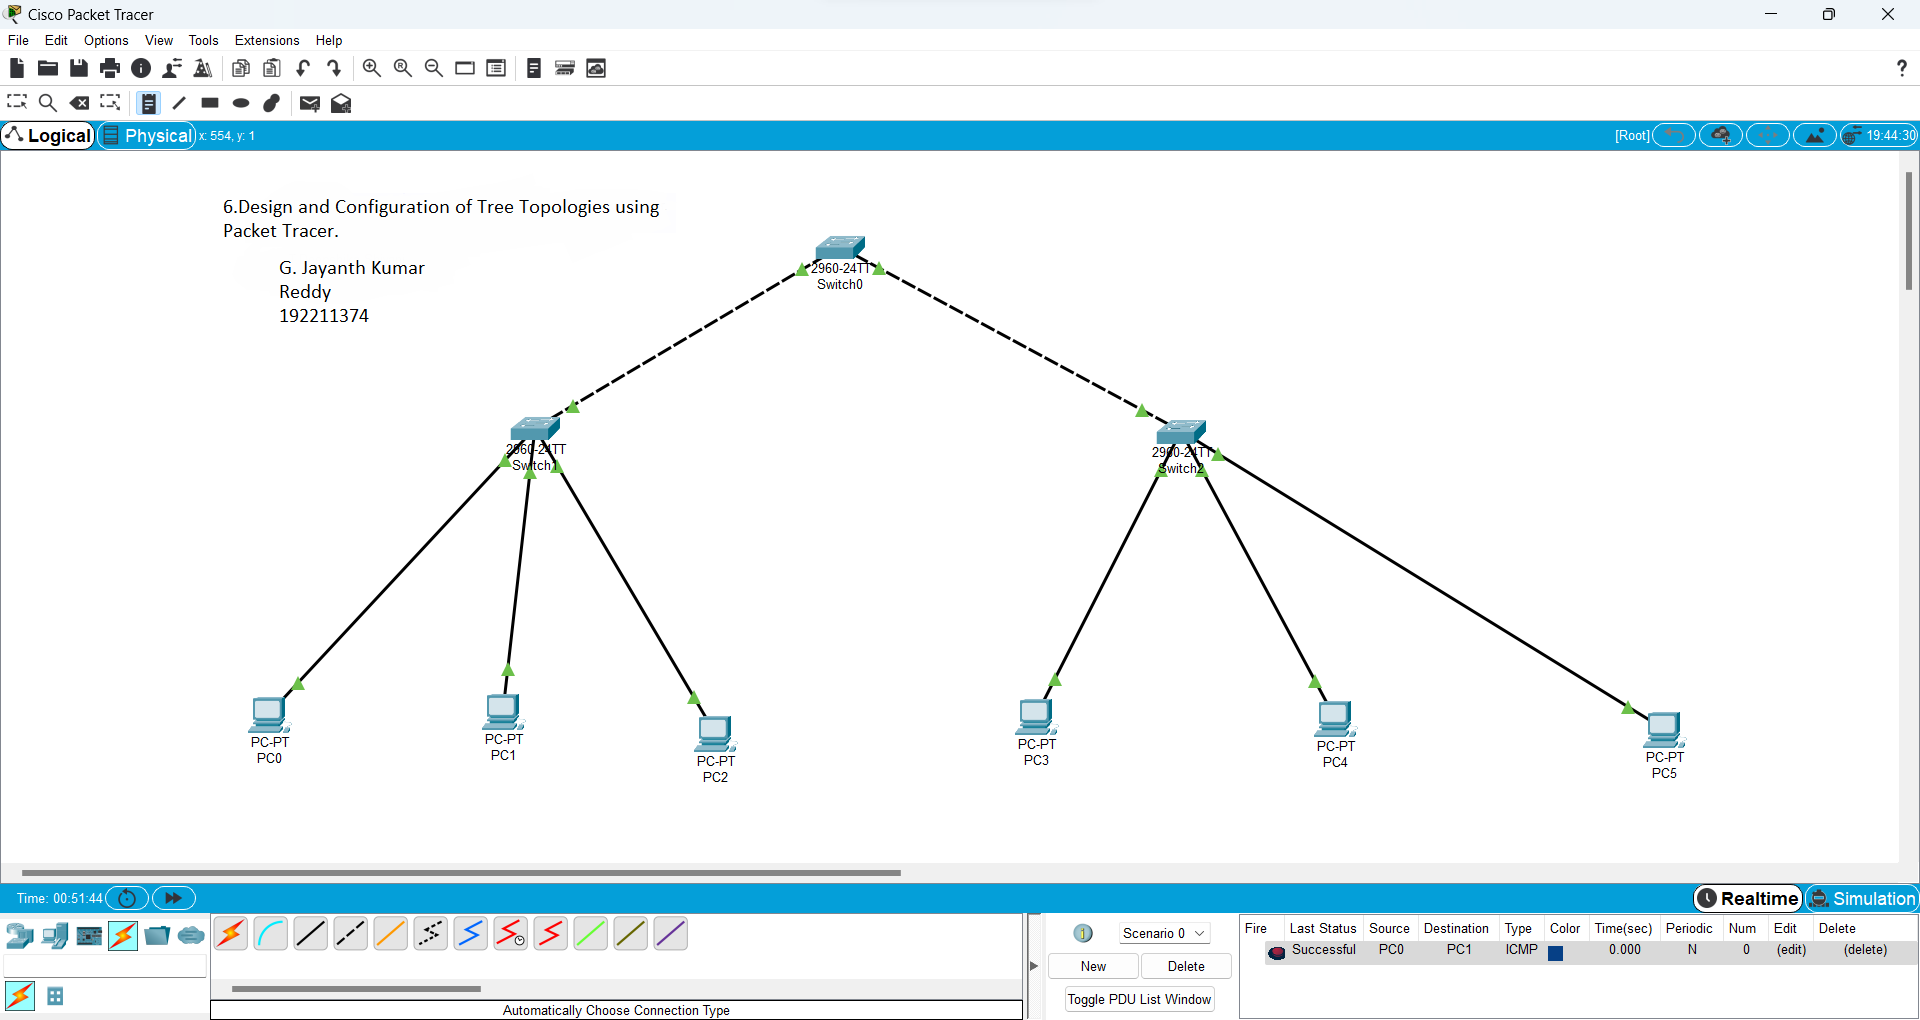 Cisco Packet Tracer
File Edit Options View Tools Extensions Help
?
Logical Physical x: 554, y: 1 [Root] 19:44:30
6.Design and Configuration of Tree Topologies using
Packet Tracer.
G. Jayanth Kumar
Reddy
192211374
2960-24TT
Switch0
2960-24TT
Switch1
2960-24TT
Switch2
PC-PT
PC0
PC-PT
PC1
PC-PT
PC2
PC-PT
PC3
PC-PT
PC4
PC-PT
PC5
Time: 00:51:44 Realtime Simulation
Scenario 0
New Delete
Toggle PDU List Window
Fire Last Status Source Destination Type Color Time(sec) Periodic Num Edit Delete
Successful PC0 PC1 ICMP 0.000 N 0 (edit) (delete)
Automatically Choose Connection Type